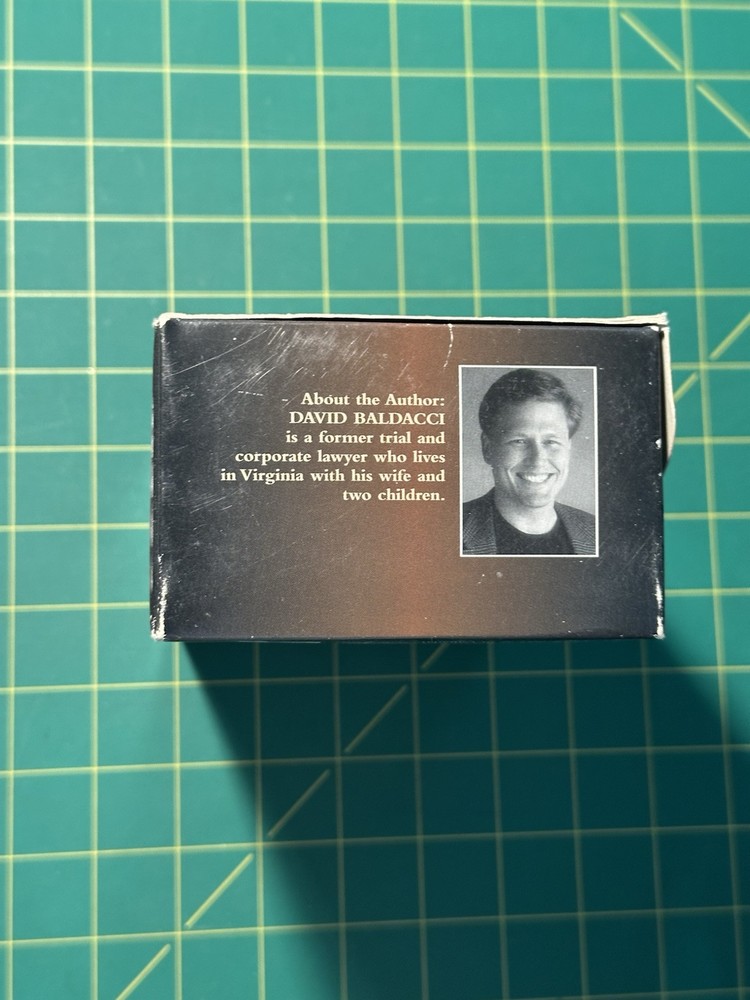 About the Author:
DAVID BALDACCI
is a former trial and
corporate lawyer who lives
in Virginia with his wife and
two children.